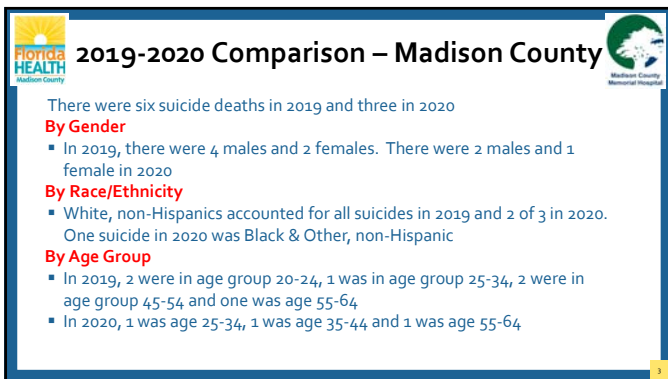 Florida
HEALTH
Madison County
2019-2020 Comparison – Madison County
Madison County
Memorial Hospital
There were six suicide deaths in 2019 and three in 2020
By Gender
▪ In 2019, there were 4 males and 2 females.  There were 2 males and 1
female in 2020
By Race/Ethnicity
▪ White, non-Hispanics accounted for all suicides in 2019 and 2 of 3 in 2020.
One suicide in 2020 was Black & Other, non-Hispanic
By Age Group
▪ In 2019, 2 were in age group 20-24, 1 was in age group 25-34, 2 were in
age group 45-54 and one was age 55-64
▪ In 2020, 1 was age 25-34, 1 was age 35-44 and 1 was age 55-64
3